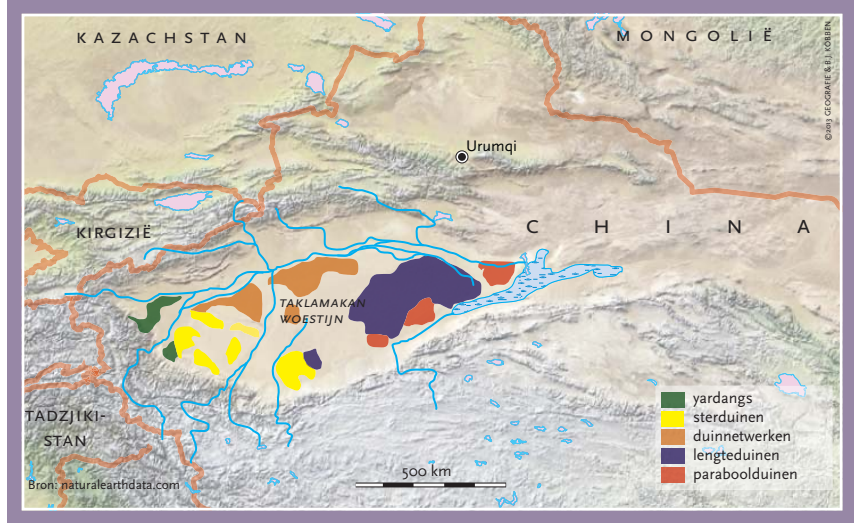 KAZACHSTAN
MONGOLIË
©2013 GEOGRAFIE & B.J. KÖBBEN
Urumqi
KIRGIZIË
CHINA
TAKLAMAKAN
WOESTIJN
TADZJIKI-
STAN
yardangs
sterduinen
duinnetwerken
lengteduinen
paraboolduinen
500 km
Bron: naturalearthdata.com